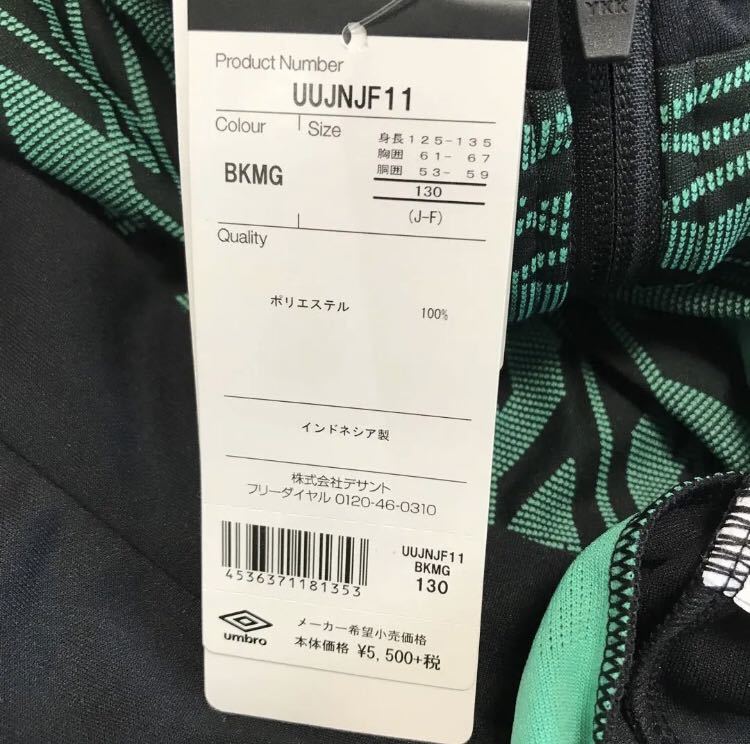 YKK
Product Number
UUJNJF11
Colour Size
身長 125-135
胸囲 61- 67
胴囲 53- 59
BKMG
130
(J-F)
Quality
ポリエステル 100%
インドネシア製
株式会社デサント
フリーダイヤル 0120-46-0310
UUJNJF11
BKMG
130
4536371181353
umbro
メーカー希望小売価格
本体価格 ¥5,500+税